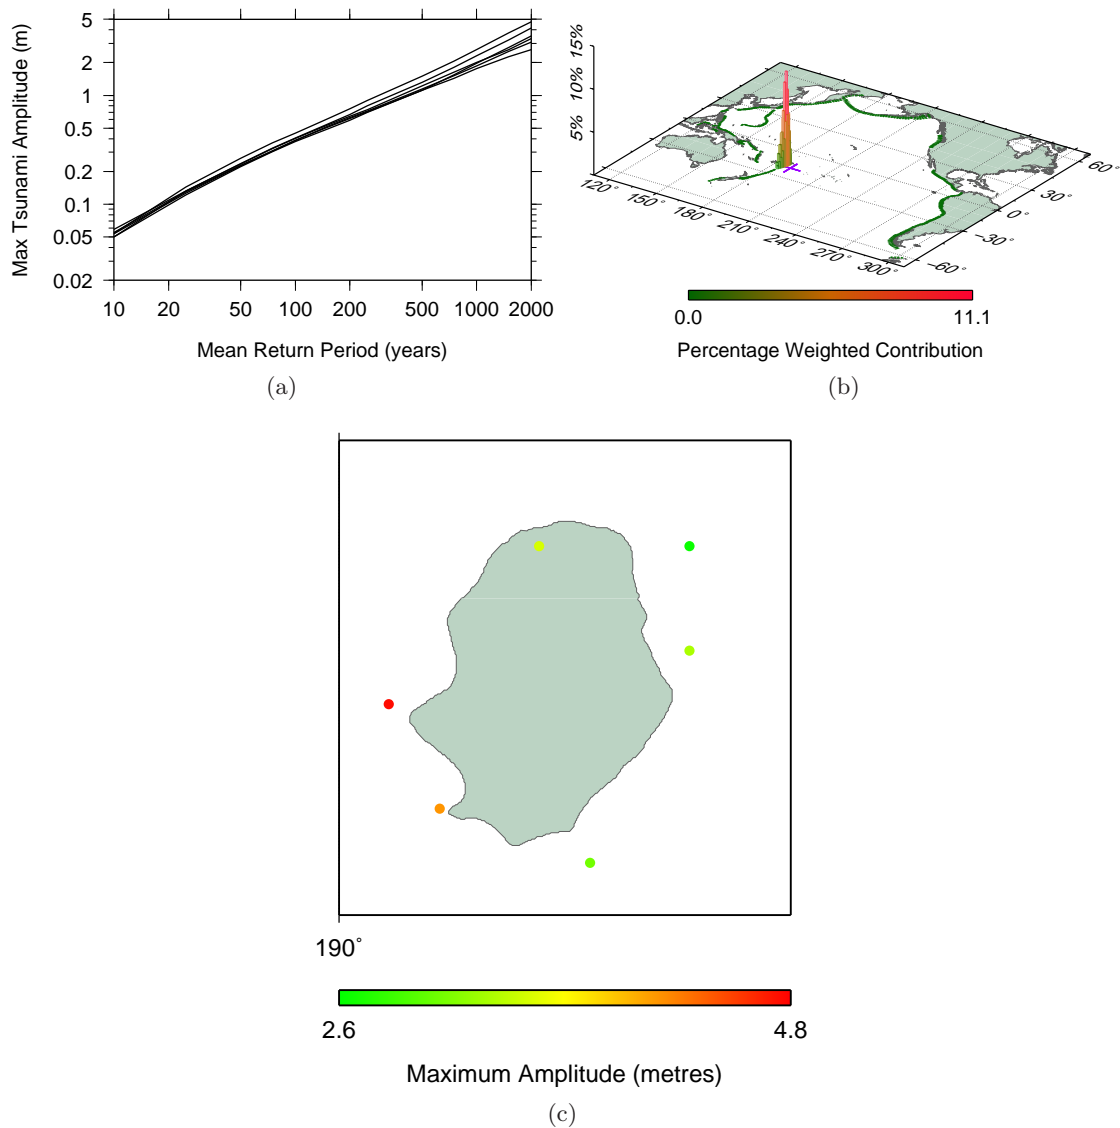 Max Tsunami Amplitude (m)
5
2
1
0.5
0.2
0.1
0.05
0.02
10 20 50 100 200 500 1000 2000
Mean Return Period (years)
(a)
15%
10%
5%
120° 150° 180° 210° 240° 270° 300°
−60° −30° 0° 30° 60°
0.0 11.1
Percentage Weighted Contribution
(b)
190°
2.6 4.8
Maximum Amplitude (metres)
(c)